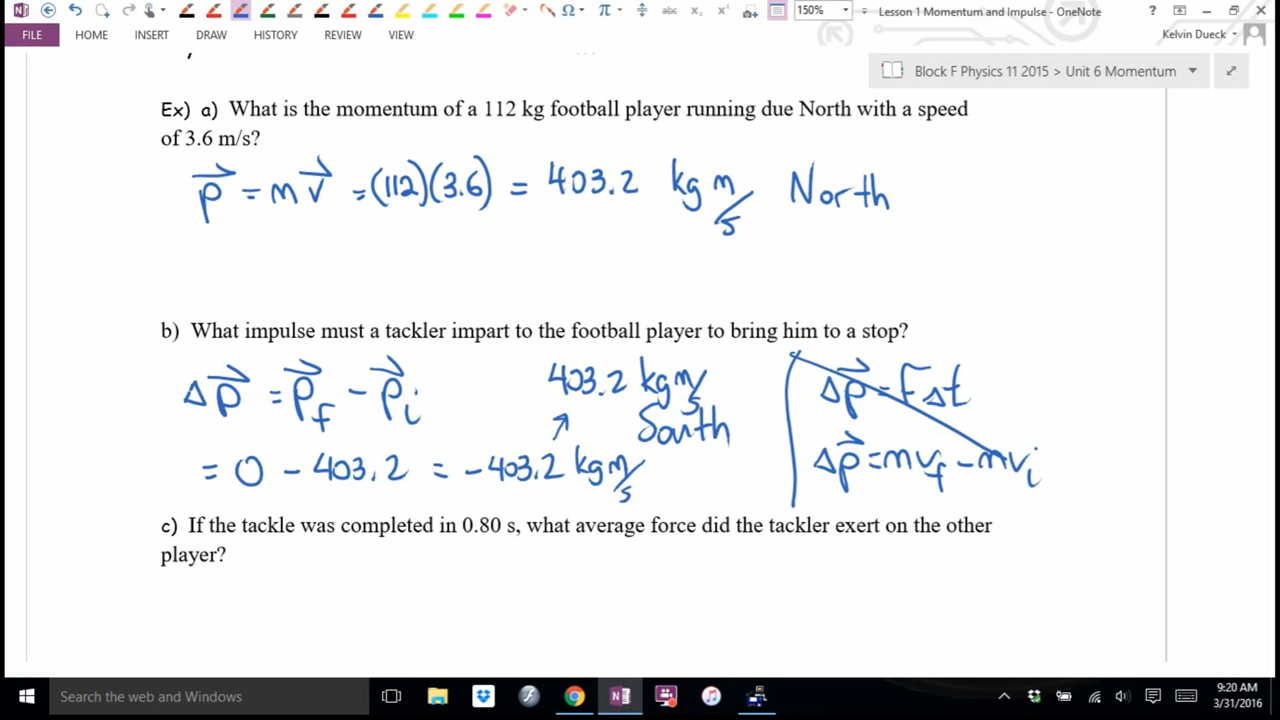 150%
Lesson 1 Momentum and Impulse - OneNote
FILE HOME INSERT DRAW HISTORY REVIEW VIEW
Kelvin Dueck
Block F Physics 11 2015 > Unit 6 Momentum
Ex) a) What is the momentum of a 112 kg football player running due North with a speed
of 3.6 m/s?
p⃗ = mv⃗ = (112)(3.6) = 403.2 kg m/s North
b) What impulse must a tackler impart to the football player to bring him to a stop?
Δp⃗ = p⃗f - p⃗i
403.2 kg m/s
South
= 0 - 403.2 = -403.2 kg m/s
Δp⃗ = FΔt
Δp⃗ = mvf - mvi
c) If the tackle was completed in 0.80 s, what average force did the tackler exert on the other
player?
Search the web and Windows
9:20 AM
3/31/2016